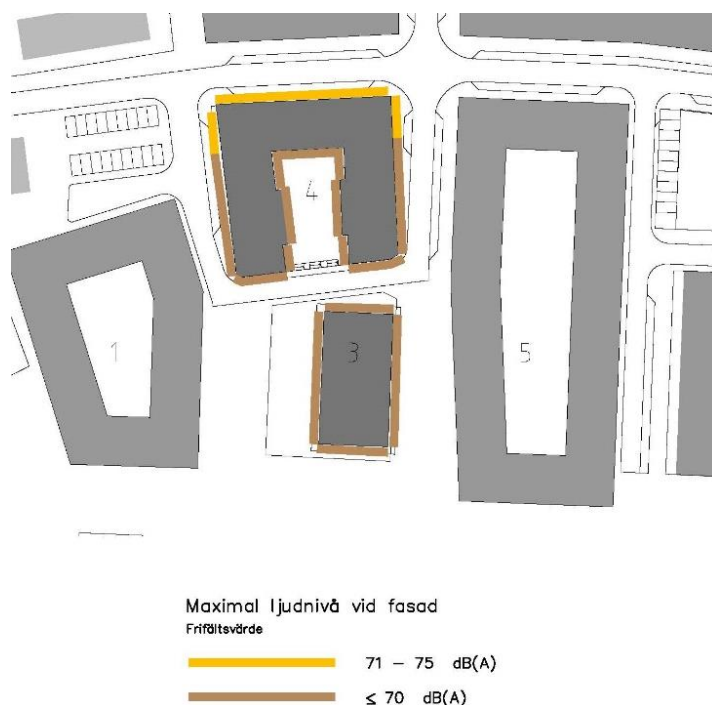 4
1
3
5
Maximal ljudnivå vid fasad
Frifältsvärde
71 – 75 dB(A)
≤ 70 dB(A)